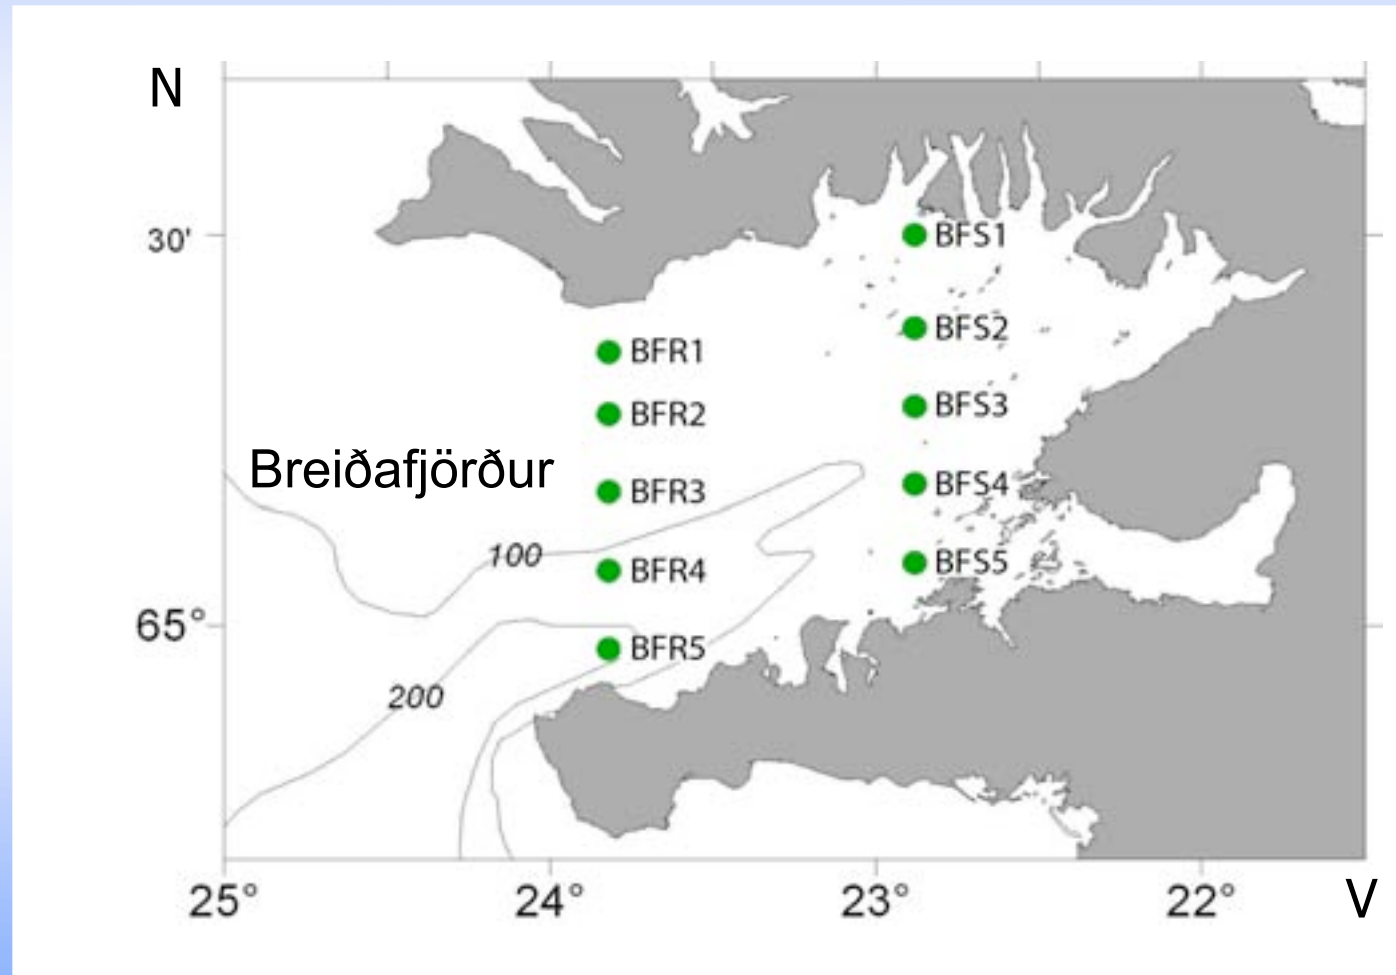 N
30'
BFS1
BFS2
BFR1
BFS3
BFR2
Breiðafjörður
BFS4
BFR3
100
BFS5
BFR4
65°
BFR5
200
25°
24°
23°
22°
V